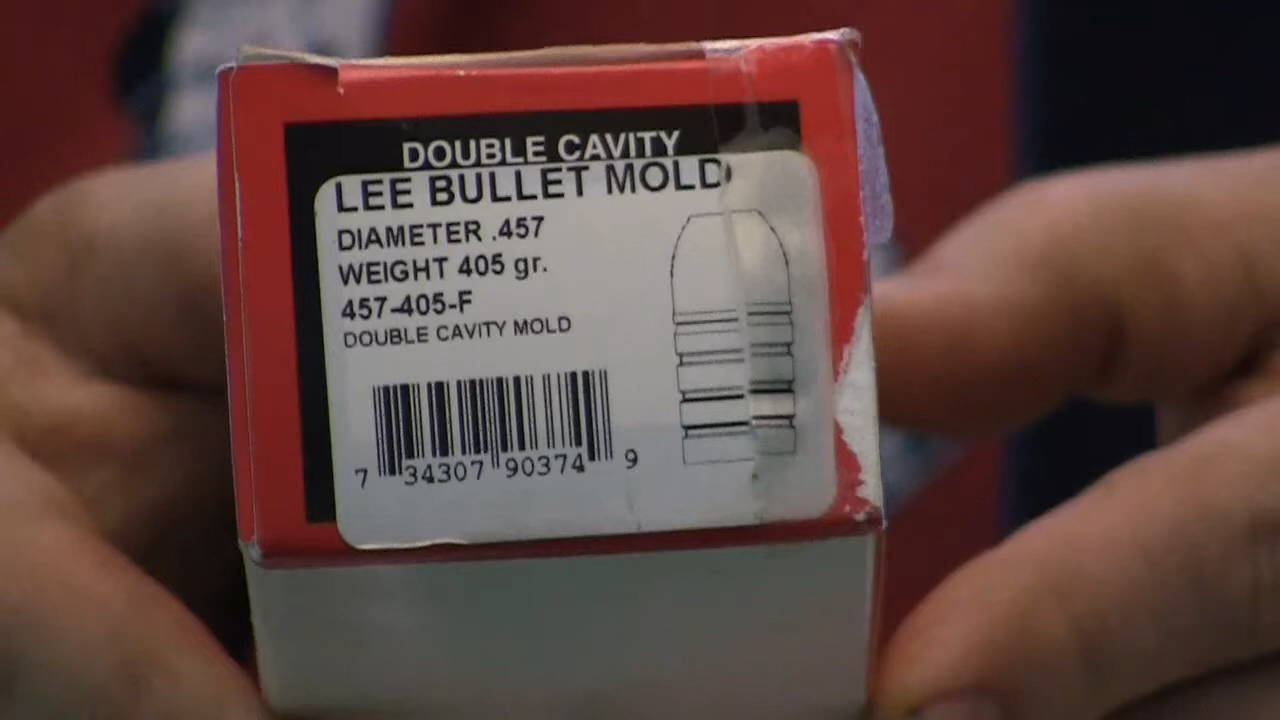 DOUBLE CAVITY
LEE BULLET MOLD
DIAMETER .457
WEIGHT 405 gr.
457-405-F
DOUBLE CAVITY MOLD
7 34307 90374 9